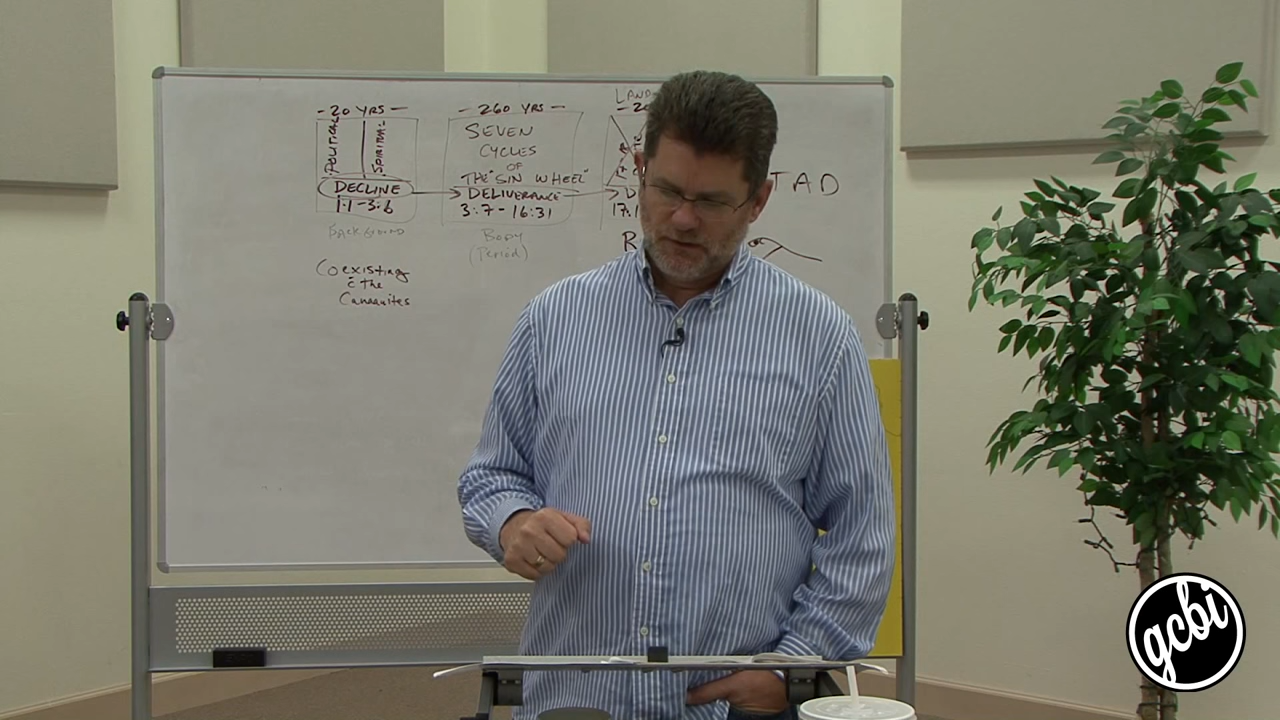 - 20 YRS -
POLITICAL
SPIRITUAL
DECLINE
1:1-3:6
Background
Coexisting
c̄ the
Canaanites
- 260 YRS -
SEVEN
CYCLES
OF
THE "SIN WHEEL"
DELIVERANCE
3:7-16:31
Body
(Period)
LAND
- 20
D
17.1
R
TAD
gcbi